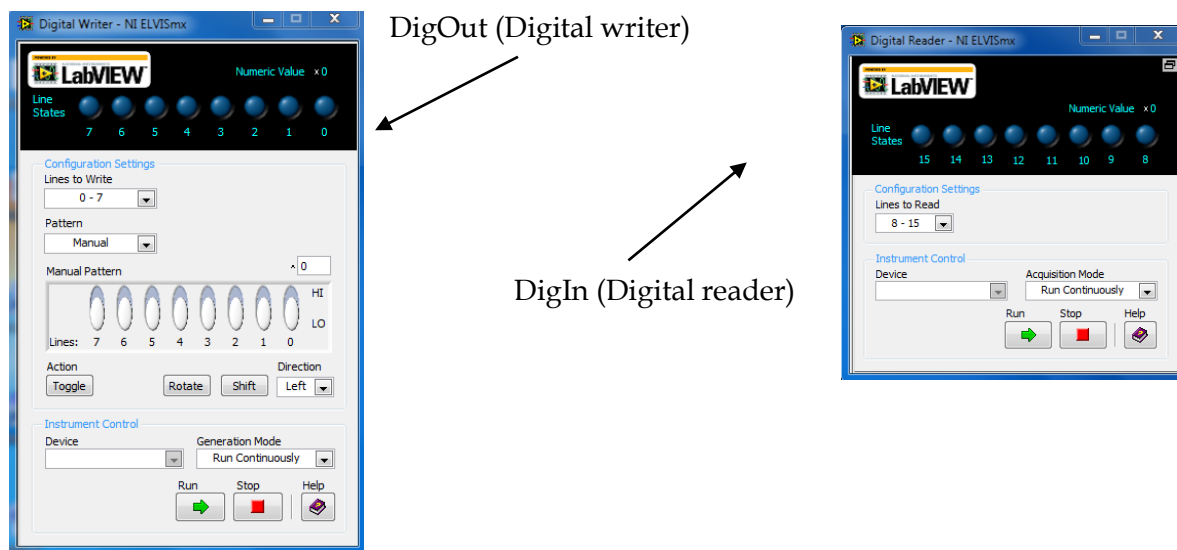 Digital Writer - NI ELVISmx
POWERED BY
LabVIEW
Numeric Value x 0
Line
States
7 6 5 4 3 2 1 0
Configuration Settings
Lines to Write
0 - 7
Pattern
Manual
Manual Pattern
^ 0
HI
LO
Lines: 7 6 5 4 3 2 1 0
Action
Direction
Toggle Rotate Shift Left
Instrument Control
Device Generation Mode
Run Continuously
Run Stop Help
DigOut (Digital writer)
DigIn (Digital reader)
Digital Reader - NI ELVISmx
LabVIEW
Numeric Value x 0
Line
States
15 14 13 12 11 10 9 8
Configuration Settings
Lines to Read
8 - 15
Instrument Control
Device Acquisition Mode
Run Continuously
Run Stop Help